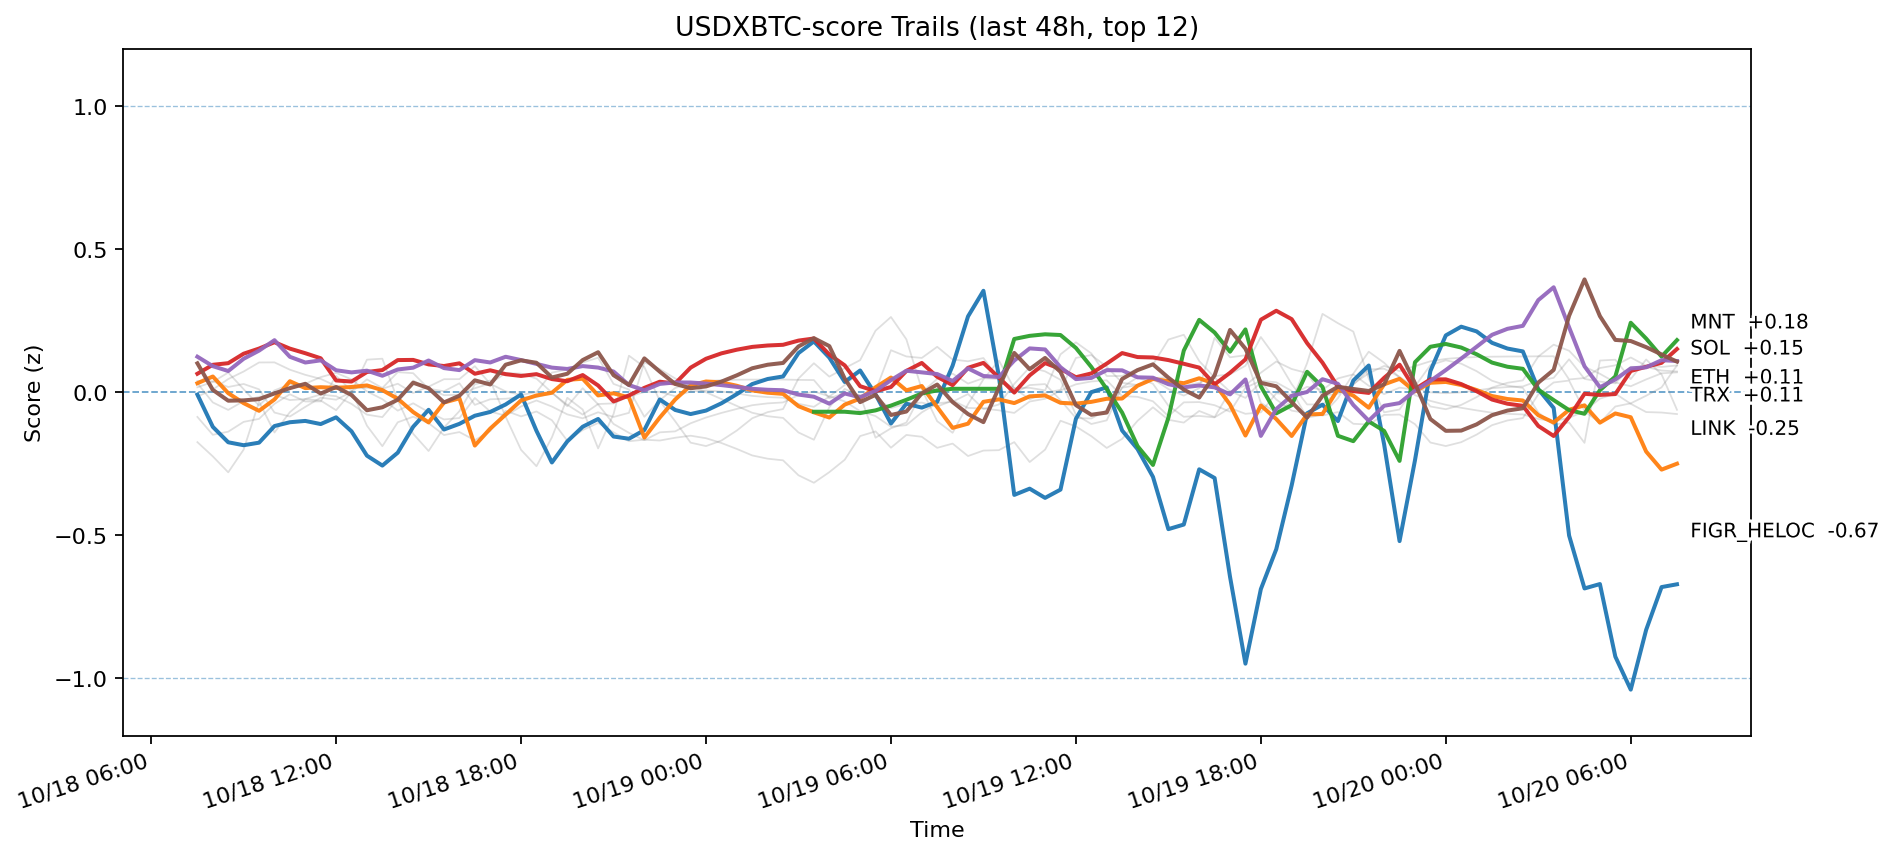 USDXBTC-score Trails (last 48h, top 12)
Score (z)
1.0
0.5
0.0
−0.5
−1.0
MNT +0.18
SOL +0.15
ETH +0.11
TRX +0.11
LINK -0.25
FIGR_HELOC -0.67
10/18 06:00
10/18 12:00
10/18 18:00
10/19 00:00
10/19 06:00
10/19 12:00
10/19 18:00
10/20 00:00
10/20 06:00
Time